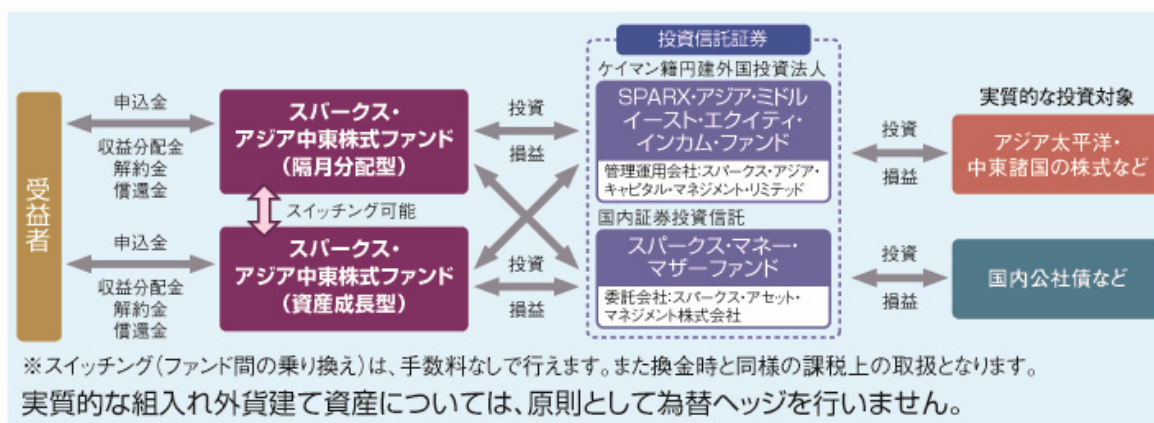 投資信託証券
ケイマン籍円建外国投資法人
受益者
申込金
収益分配金
解約金
償還金
スパークス・
アジア中東株式ファンド
(隔月分配型)
投資
損益
SPARX・アジア・ミドル
イースト・エクイティ・
インカム・ファンド
管理運用会社:スパークス・アジア・
キャピタル・マネジメント・リミテッド
投資
損益
実質的な投資対象
アジア太平洋・
中東諸国の株式など
スイッチング可能
国内証券投資信託
申込金
収益分配金
解約金
償還金
スパークス・
アジア中東株式ファンド
(資産成長型)
投資
損益
スパークス・マネー・
マザーファンド
委託会社:スパークス・アセット・
マネジメント株式会社
投資
損益
国内公社債など
※スイッチング(ファンド間の乗り換え)は、手数料なしで行えます。また換金時と同様の課税上の取扱となります。
実質的な組入れ外貨建て資産については、原則として為替ヘッジを行いません。